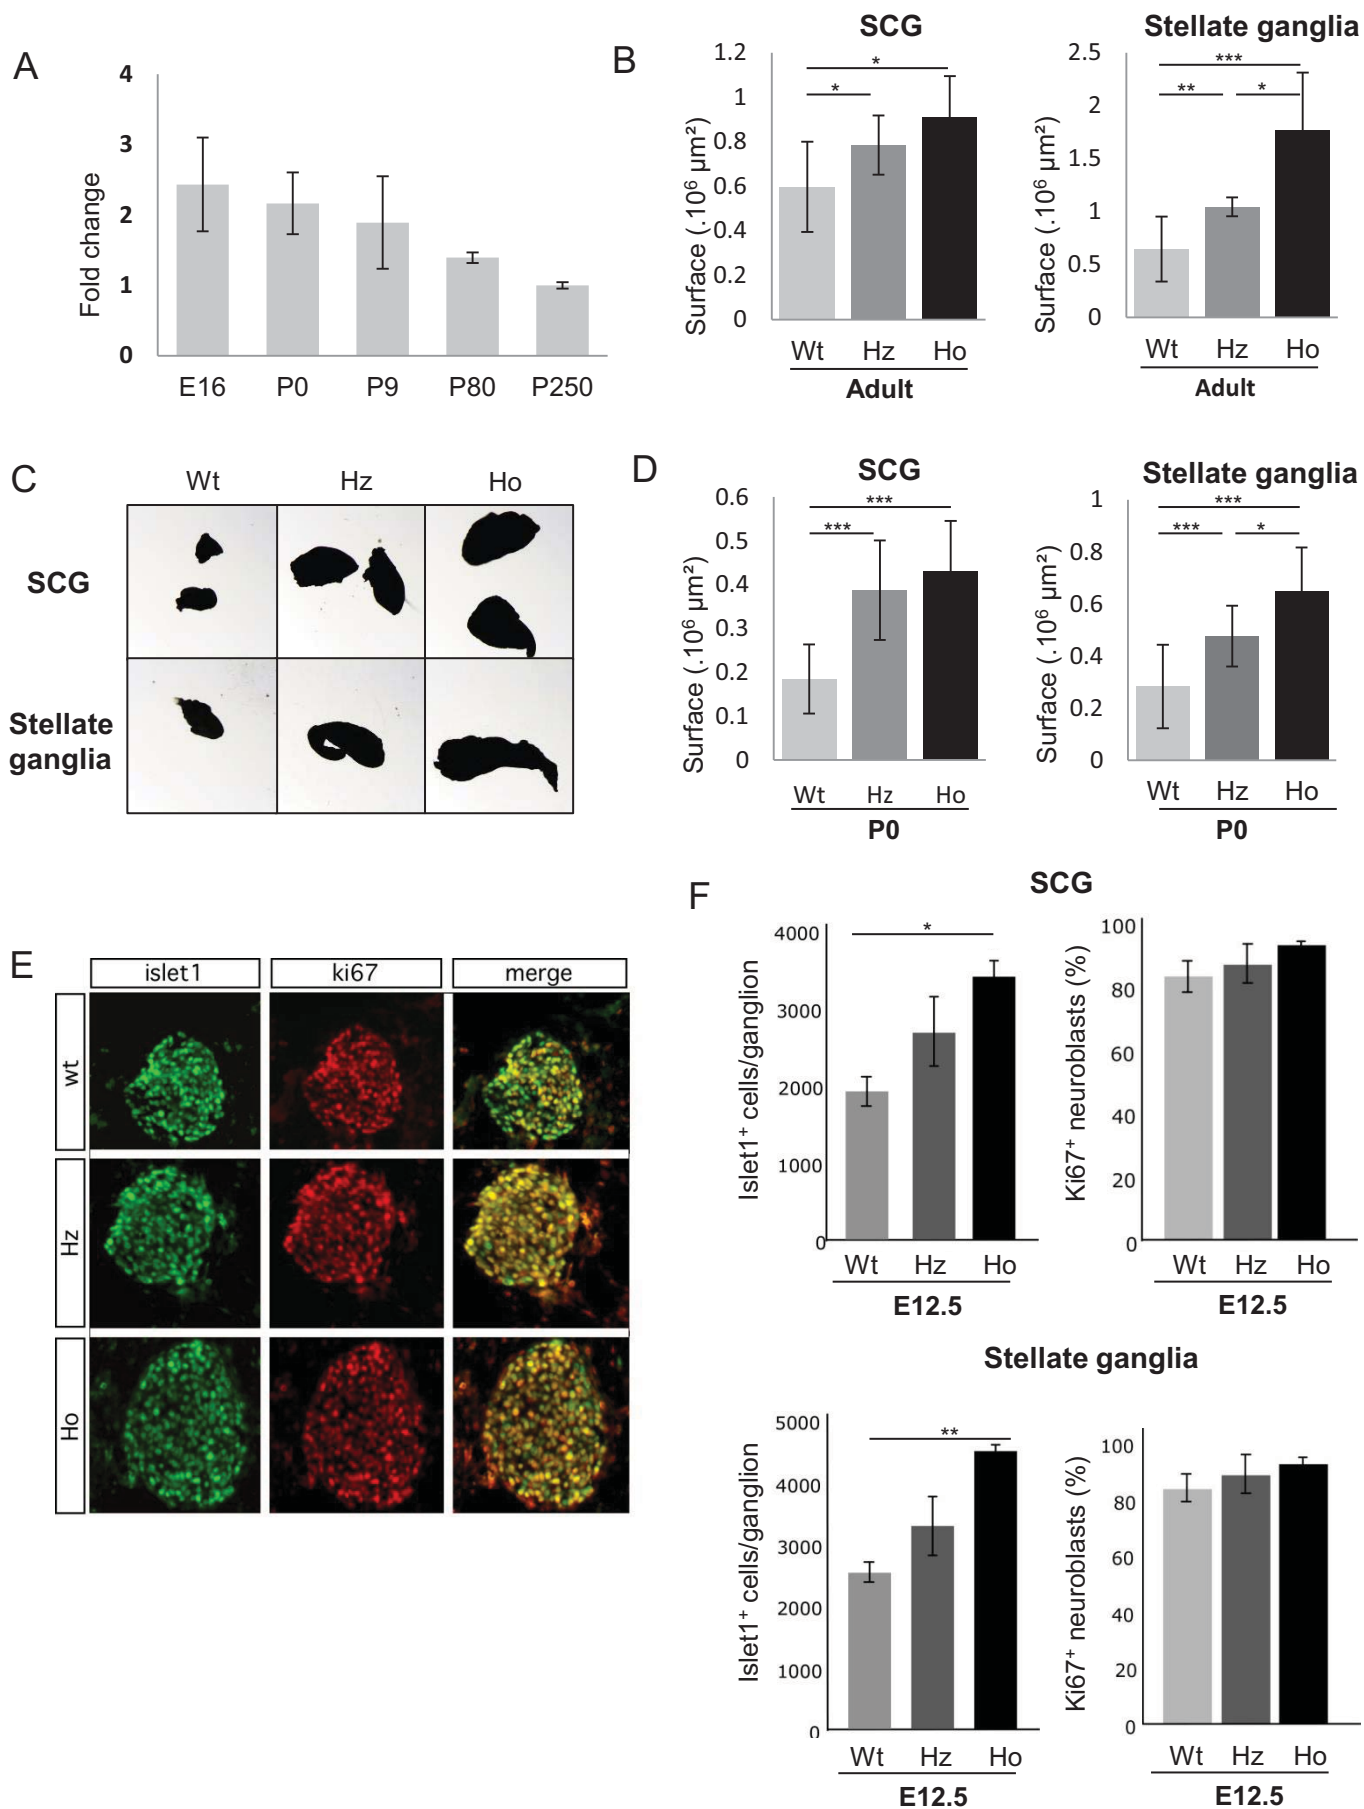 A
4
3
2
1
0
Fold change
E16 P0 P9 P80 P250
B
SCG
1.2
1
0.8
0.6
0.4
0.2
0
Surface (.10⁶ µm²)
*
*
Wt Hz Ho
Adult
Stellate ganglia
2.5
2
1.5
1
0.5
0
Surface (.10⁶ µm²)
***
** *
Wt Hz Ho
Adult
C
Wt Hz Ho
SCG
Stellate
ganglia
D
SCG
0.6
0.5
0.4
0.3
0.2
0.1
0
Surface (.10⁶ µm²)
***
***
Wt Hz Ho
P0
Stellate ganglia
1
0.8
0.6
0.4
0.2
0
Surface (.10⁶ µm²)
***
*** *
Wt Hz Ho
P0
E
islet1 ki67 merge
wt
Hz
Ho
F
SCG
4000
3000
2000
1000
0
Islet1⁺ cells/ganglion
*
Wt Hz Ho
E12.5
100
80
60
40
20
0
Ki67⁺ neuroblasts (%)
Wt Hz Ho
E12.5
Stellate ganglia
5000
4000
3000
2000
1000
0
Islet1⁺ cells/ganglion
**
Wt Hz Ho
E12.5
100
80
60
40
20
0
Ki67⁺ neuroblasts (%)
Wt Hz Ho
E12.5